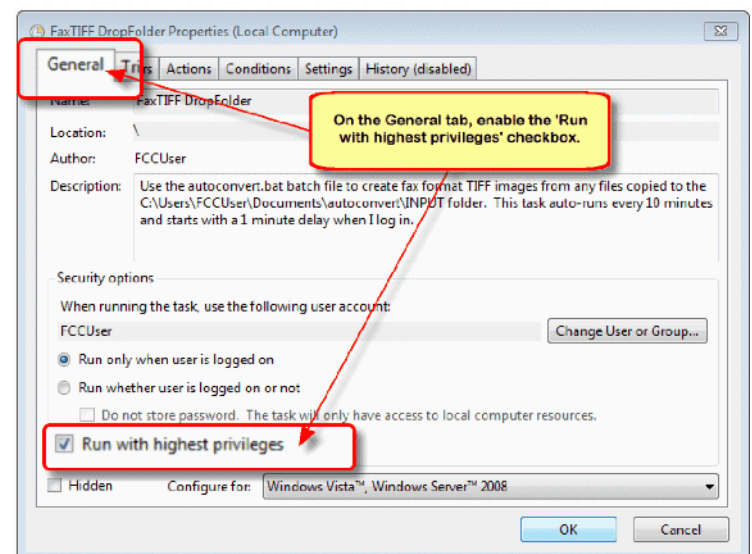 FaxTIFF DropFolder Properties (Local Computer)
General Actions Conditions Settings History (disabled)
Name: FaxTIFF DropFolder
On the General tab, enable the 'Run
with highest privileges' checkbox.
Location: \
Author: FCCUser
Description: Use the autoconvert.bat batch file to create fax format TIFF images from any files copied to the
C:\Users\FCCUser\Documents\autoconvert\INPUT folder. This task auto-runs every 10 minutes
and starts with a 1 minute delay when I log in.
Security options
When running the task, use the following user account:
FCCUser Change User or Group...
Run only when user is logged on
Run whether user is logged on or not
Do not store password. The task will only have access to local computer resources.
Run with highest privileges
Hidden Configure for: Windows Vista™, Windows Server™ 2008
OK Cancel